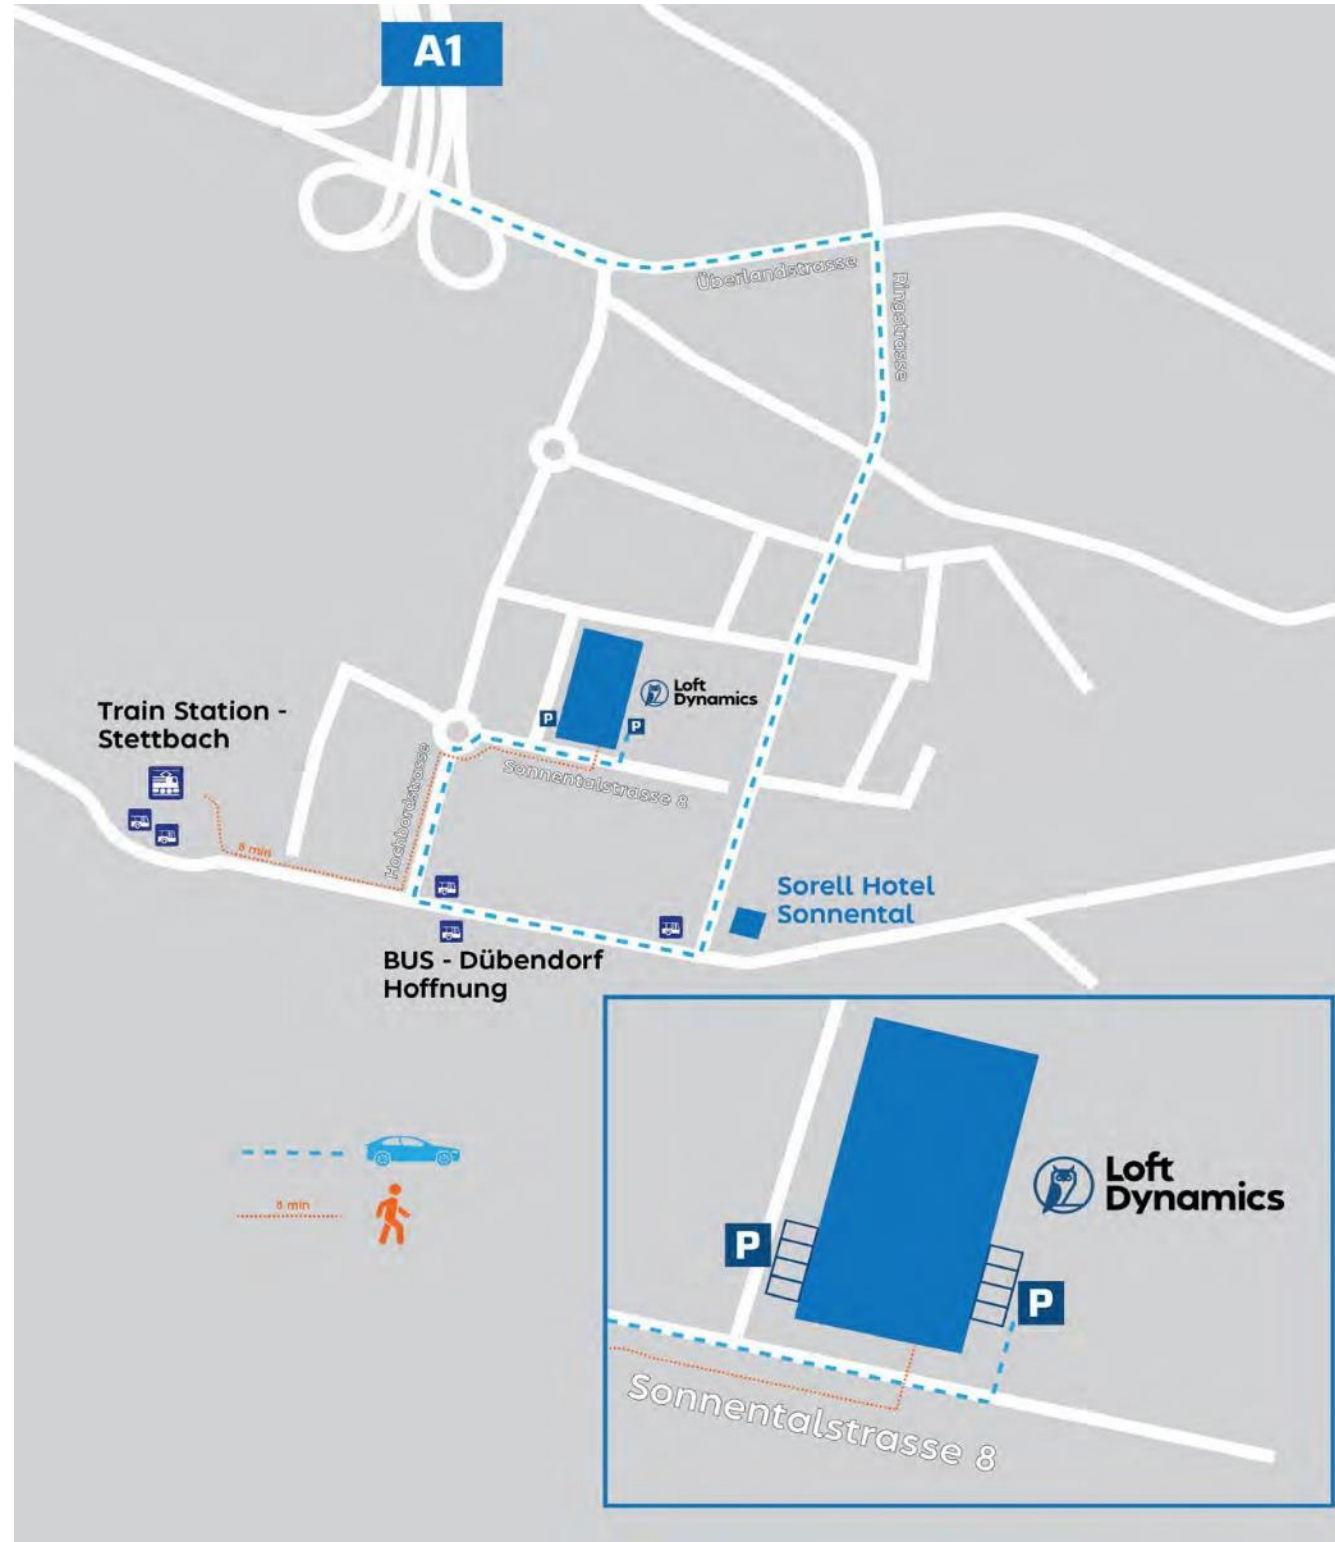 A1
Überlandstrasse
Ringstrasse
Loft
Dynamics
P
P
Train Station -
Stettbach
Hochbordstrasse
Sonnentalstrasse 8
8 min
Sorell Hotel
Sonnental
BUS - Dübendorf
Hoffnung
8 min
Loft
Dynamics
P
P
Sonnentalstrasse 8